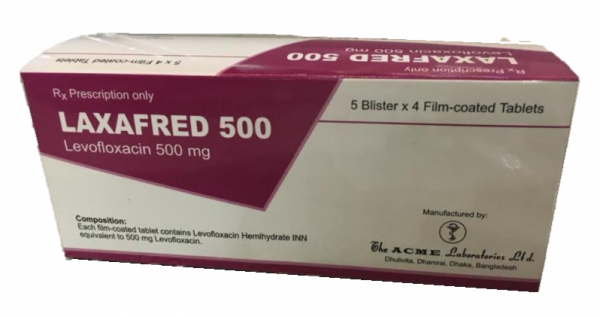 LAXAFRED 500
Levofloxacin 500 mg
Rx Prescription only
5 x 4 Film-coated Tablets
Rx Prescription only
LAXAFRED 500
Levofloxacin 500 mg
5 Blister x 4 Film-coated Tablets
Composition:
Each film-coated tablet contains Levofloxacin Hemihydrate INN
equivalent to 500 mg Levofloxacin.
Manufactured by:
The ACME Laboratories Ltd.
Dhulivita, Dhamrai, Dhaka, Bangladesh